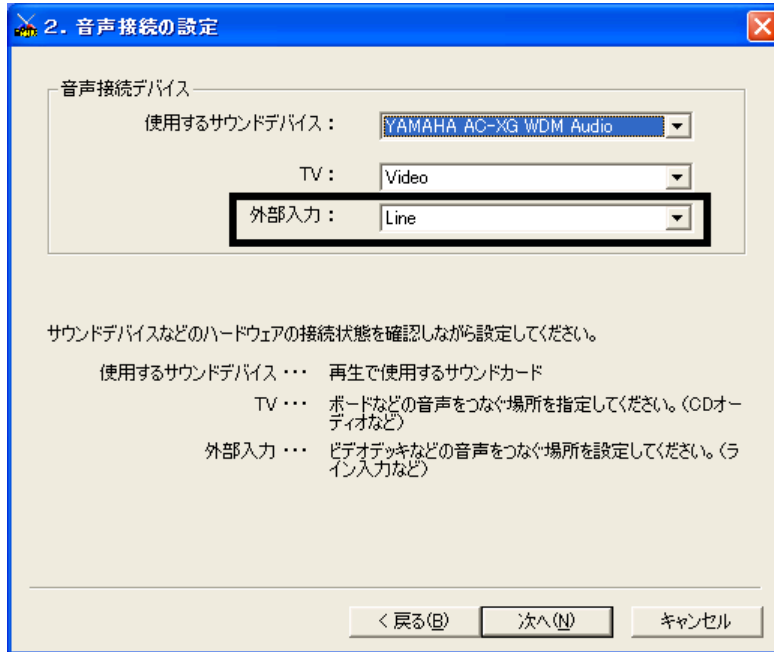 2. 音声接続の設定
音声接続デバイス
使用するサウンドデバイス： YAMAHA AC-XG WDM Audio
TV： Video
外部入力： Line
サウンドデバイスなどのハードウェアの接続状態を確認しながら設定してください。
使用するサウンドデバイス・・・ 再生で使用するサウンドカード
TV・・・ ボードなどの音声をつなぐ場所を指定してください。（CDオー
ディオなど）
外部入力・・・ ビデオデッキなどの音声をつなぐ場所を設定してください。（ラ
イン入力など）
< 戻る(B) 次へ(N) キャンセル